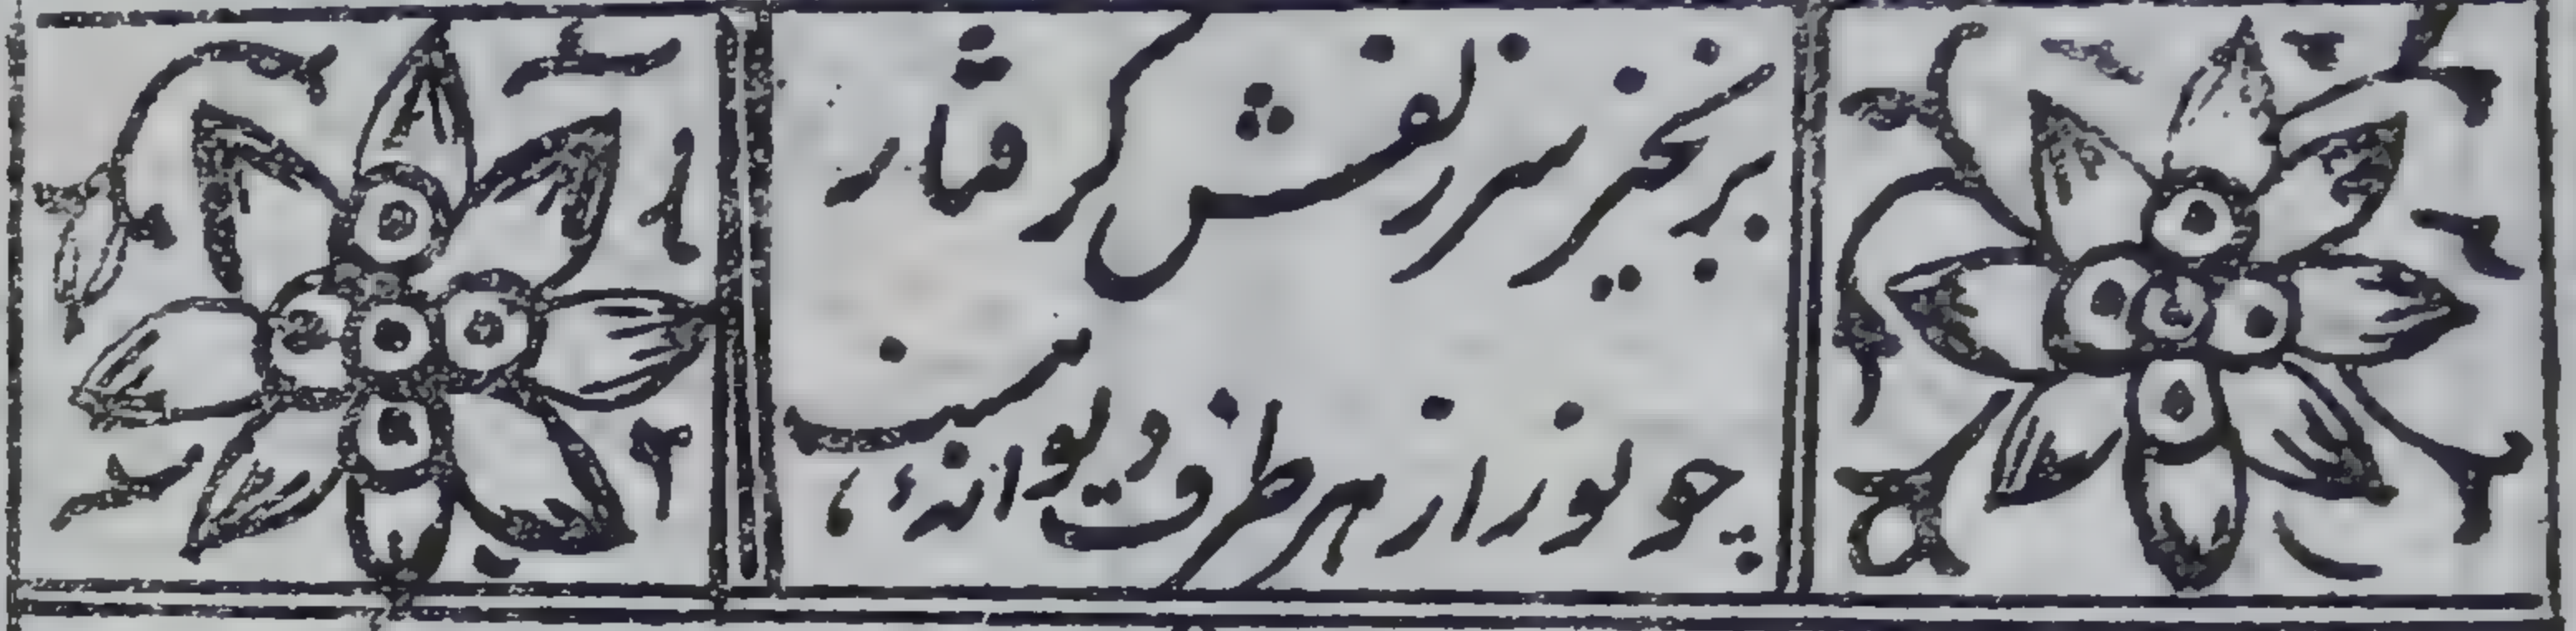 بزنجیر سر زلفش گرفتار
چو نور از هر طرف دیوانهٔ هست